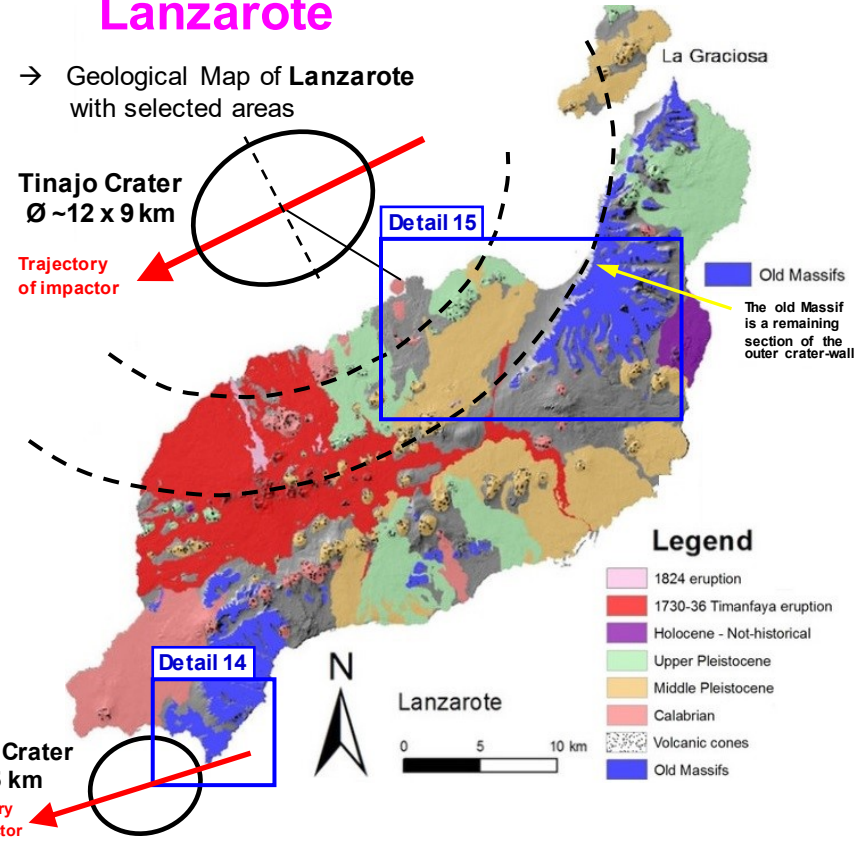 Lanzarote
→ Geological Map of Lanzarote
with selected areas
La Graciosa
Tinajo Crater
Ø ~12 x 9 km
Trajectory
of impactor
Detail 15
Old Massifs
The old Massif
is a remaining
section of the
outer crater-wall
Legend
1824 eruption
1730-36 Timanfaya eruption
Holocene - Not-historical
Upper Pleistocene
Middle Pleistocene
Calabrian
Volcanic cones
Old Massifs
Detail 14
N
Lanzarote
0 5 10 km
Crater
km
ry
tor